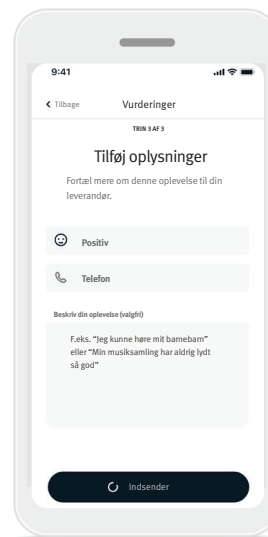 9:41
Tilbage
Vurderinger
TRIN 3 AF 3
Tilføj oplysninger
Fortæl mere om denne oplevelse til din
leverandør.
Positiv
Telefon
Beskriv din oplevelse (valgfri)
F.eks. “Jeg kunne høre mit barnebarn”
eller “Min musiksamling har aldrig lydt
så god”
Indsender